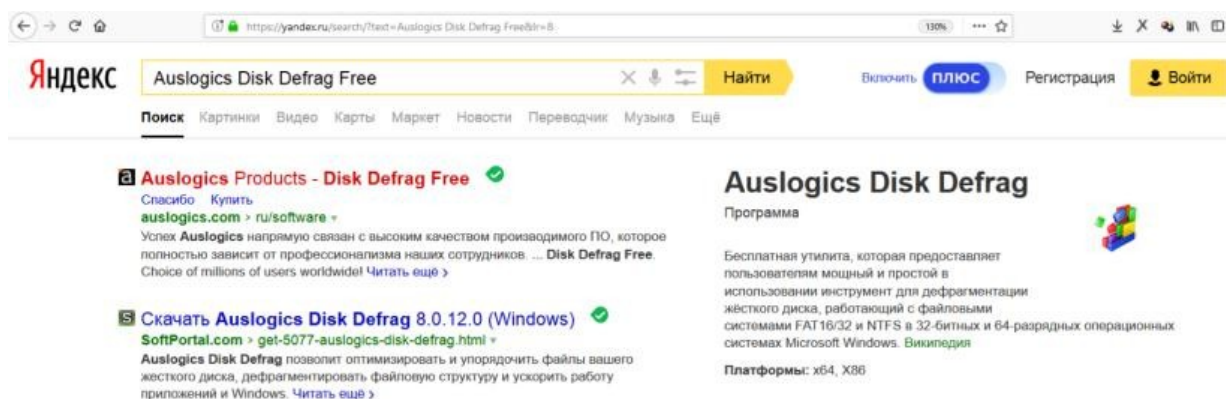 https://yandex.ru/search/?text=Auslogics Disk Defrag Free&lr=8
130%
Яндекс
Auslogics Disk Defrag Free
Найти
Включить ПЛЮС
Регистрация
Войти
Поиск Картинки Видео Карты Маркет Новости Переводчик Музыка Ещё
Auslogics Products - Disk Defrag Free
Спасибо Купить
auslogics.com › ru/software
Успех Auslogics напрямую связан с высоким качеством производимого ПО, которое
полностью зависит от профессионализма наших сотрудников. ... Disk Defrag Free.
Choice of millions of users worldwide! Читать ещё ›
Скачать Auslogics Disk Defrag 8.0.12.0 (Windows)
SoftPortal.com › get-5077-auslogics-disk-defrag.html
Auslogics Disk Defrag позволит оптимизировать и упорядочить файлы вашего
жесткого диска, дефрагментировать файловую структуру и ускорить работу
приложений и Windows. Читать ещё ›
Auslogics Disk Defrag
Программа
Бесплатная утилита, которая предоставляет
пользователям мощный и простой в
использовании инструмент для дефрагментации
жёсткого диска, работающий с файловыми
системами FAT16/32 и NTFS в 32-битных и 64-разрядных операционных
системах Microsoft Windows. Википедия
Платформы: x64, X86